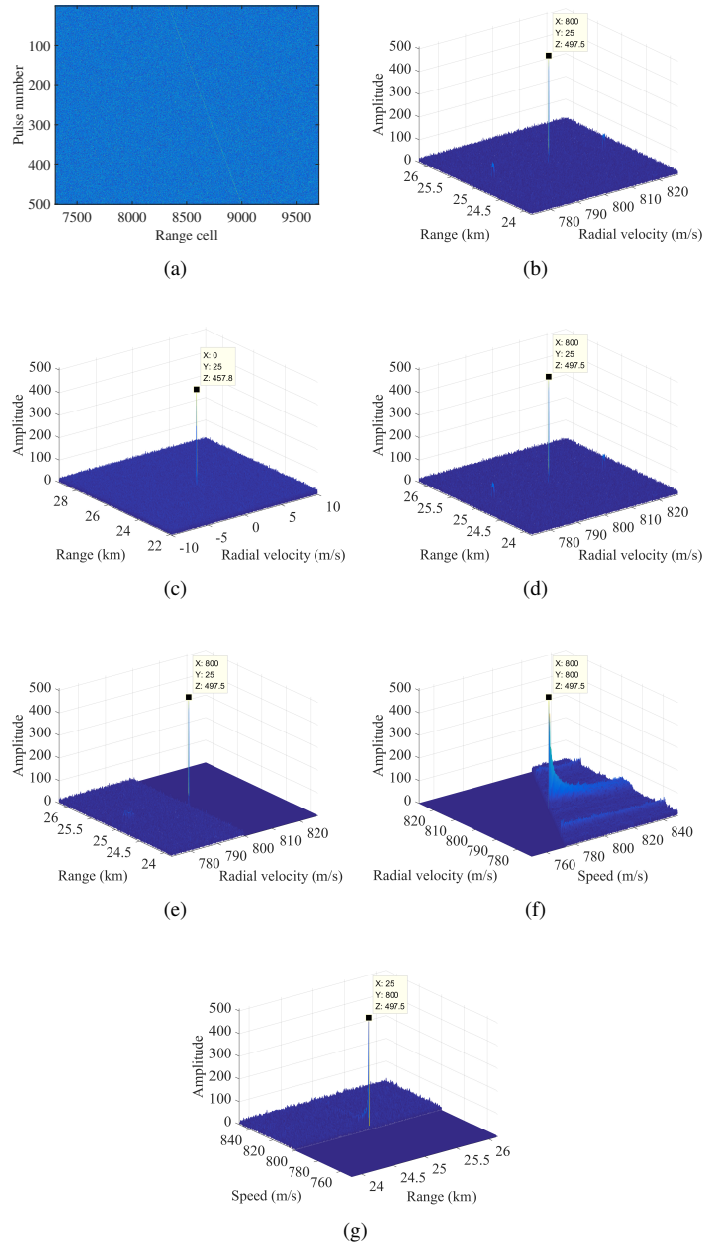 100
200
300
400
500
Pulse number
7500 8000 8500 9000 9500
Range cell
(a)
X: 800
Y: 25
Z: 497.5
500
400
300
200
100
0
Amplitude
26
25.5
25
24.5
24
Range (km)
780 790 800 810 820
Radial velocity (m/s)
(b)
X: 0
Y: 25
Z: 457.8
500
400
300
200
100
0
Amplitude
28
26
24
22
Range (km)
-10 -5 0 5 10
Radial velocity (m/s)
(c)
X: 800
Y: 25
Z: 497.5
500
400
300
200
100
0
Amplitude
26
25.5
25
24.5
24
Range (km)
780 790 800 810 820
Radial velocity (m/s)
(d)
X: 800
Y: 25
Z: 497.5
500
400
300
200
100
0
Amplitude
26
25.5
25
24.5
24
Range (km)
780 790 800 810 820
Radial velocity (m/s)
(e)
X: 800
Y: 800
Z: 497.5
500
400
300
200
100
0
Amplitude
820
810
800
790
780
Radial velocity (m/s)
760 780 800 820 840
Speed (m/s)
(f)
X: 25
Y: 800
Z: 497.5
500
400
300
200
100
0
Amplitude
840
820
800
780
760
Speed (m/s)
24 24.5 25 25.5 26
Range (km)
(g)